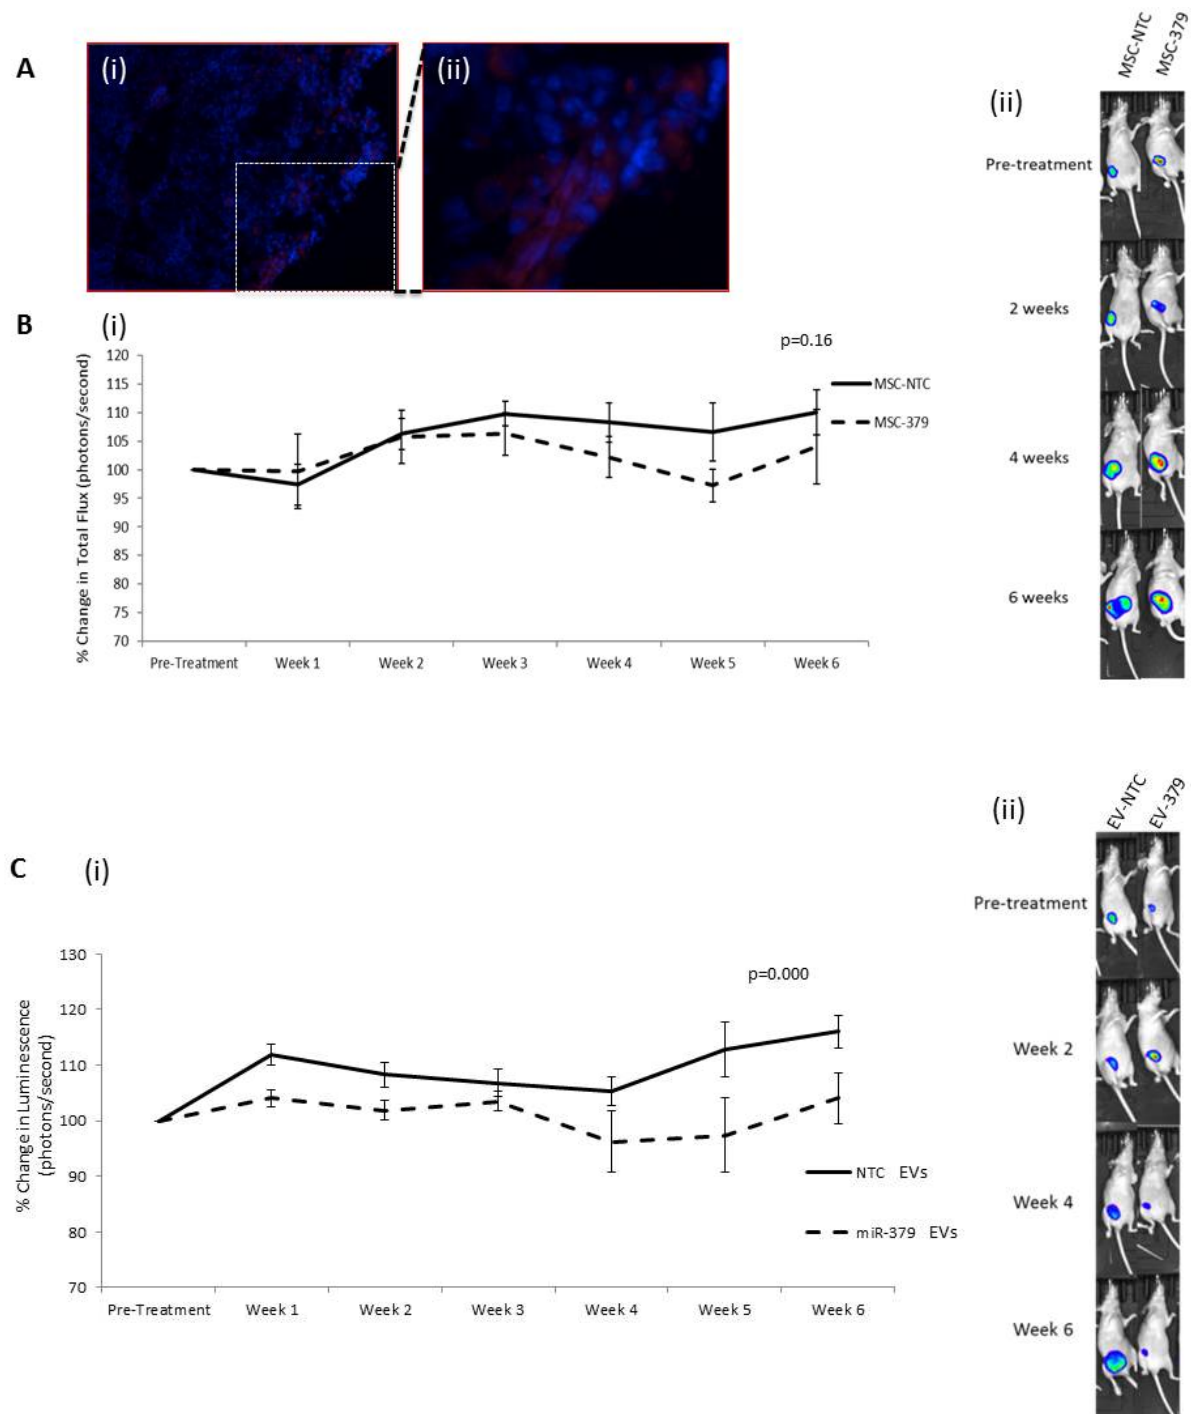 A
(i)
(ii)
(ii)
MSC-NTC
MSC-379
Pre-treatment
2 weeks
4 weeks
6 weeks
B
(i)
p=0.16
% Change in Total Flux (photons/second)
120
115
110
105
100
95
90
85
80
75
70
MSC-NTC
MSC-379
Pre-Treatment
Week 1
Week 2
Week 3
Week 4
Week 5
Week 6
C
(i)
(ii)
EV-NTC
EV-379
Pre-treatment
Week 2
Week 4
Week 6
p=0.000
% Change in Luminescence
(photons/second)
130
120
110
100
90
80
70
NTC EVs
miR-379 EVs
Pre-Treatment
Week 1
Week 2
Week 3
Week 4
Week 5
Week 6